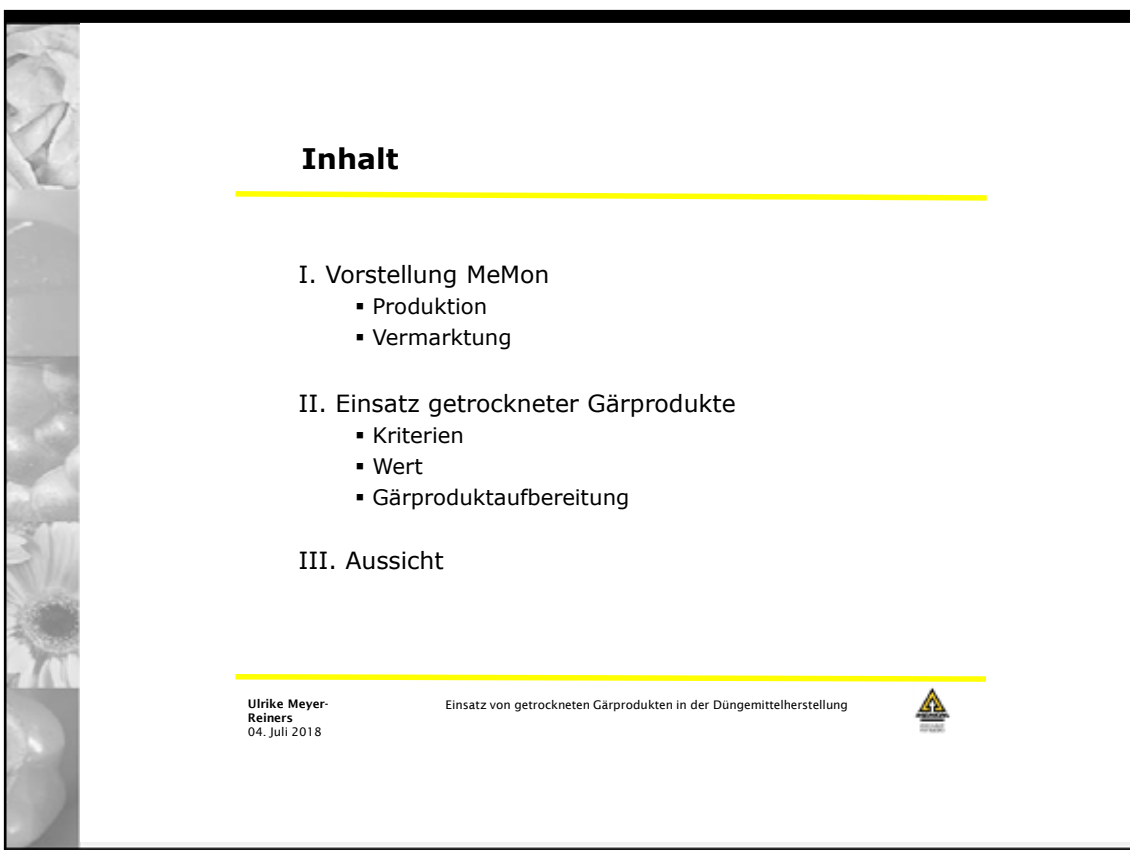 Inhalt
I. Vorstellung MeMon
▪ Produktion
▪ Vermarktung
II. Einsatz getrockneter Gärprodukte
▪ Kriterien
▪ Wert
▪ Gärproduktaufbereitung
III. Aussicht
Ulrike Meyer-
Reiners
04. Juli 2018
Einsatz von getrockneten Gärprodukten in der Düngemittelherstellung